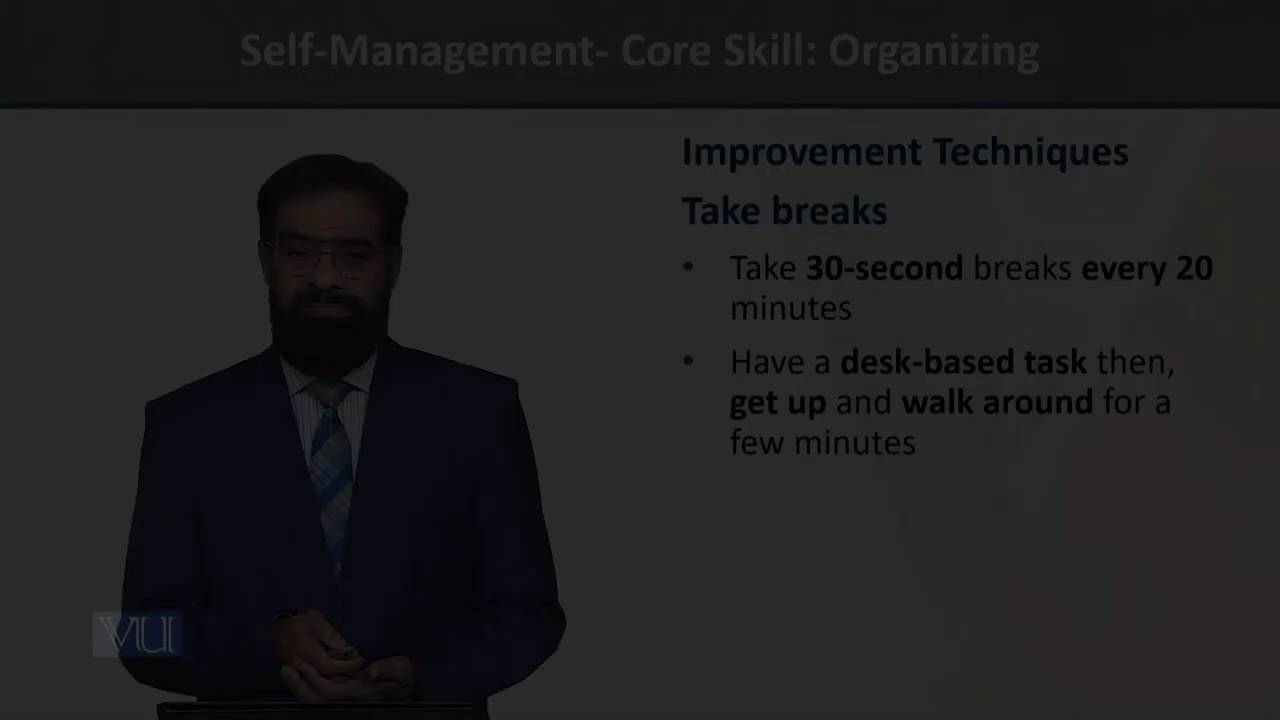 Self-Management- Core Skill: Organizing
Improvement Techniques
Take breaks
• Take 30-second breaks every 20
minutes
• Have a desk-based task then,
get up and walk around for a
few minutes
VU